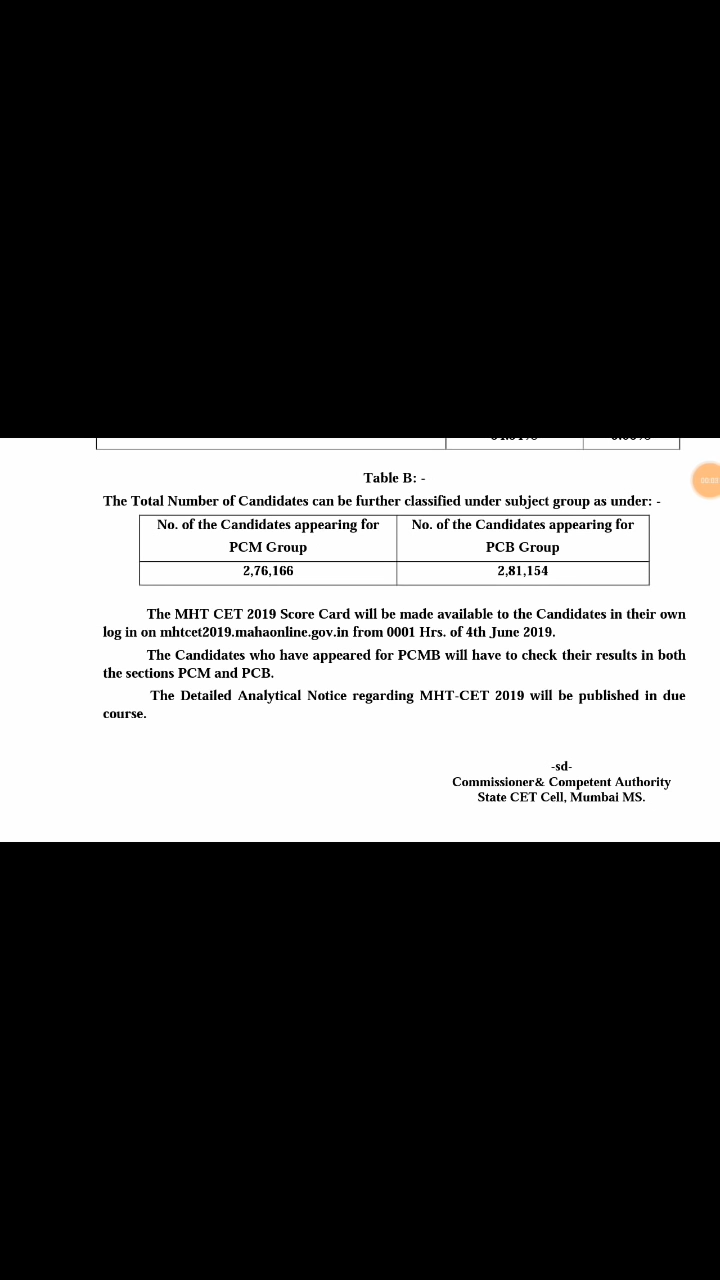 Table B: -
The Total Number of Candidates can be further classified under subject group as under: -
No. of the Candidates appearing for PCM Group
No. of the Candidates appearing for PCB Group
2,76,166
2,81,154
The MHT CET 2019 Score Card will be made available to the Candidates in their own
log in on mhtcet2019.mahaonline.gov.in from 0001 Hrs. of 4th June 2019.
The Candidates who have appeared for PCMB will have to check their results in both
the sections PCM and PCB.
The Detailed Analytical Notice regarding MHT-CET 2019 will be published in due
course.
-sd-
Commissioner& Competent Authority
State CET Cell, Mumbai MS.